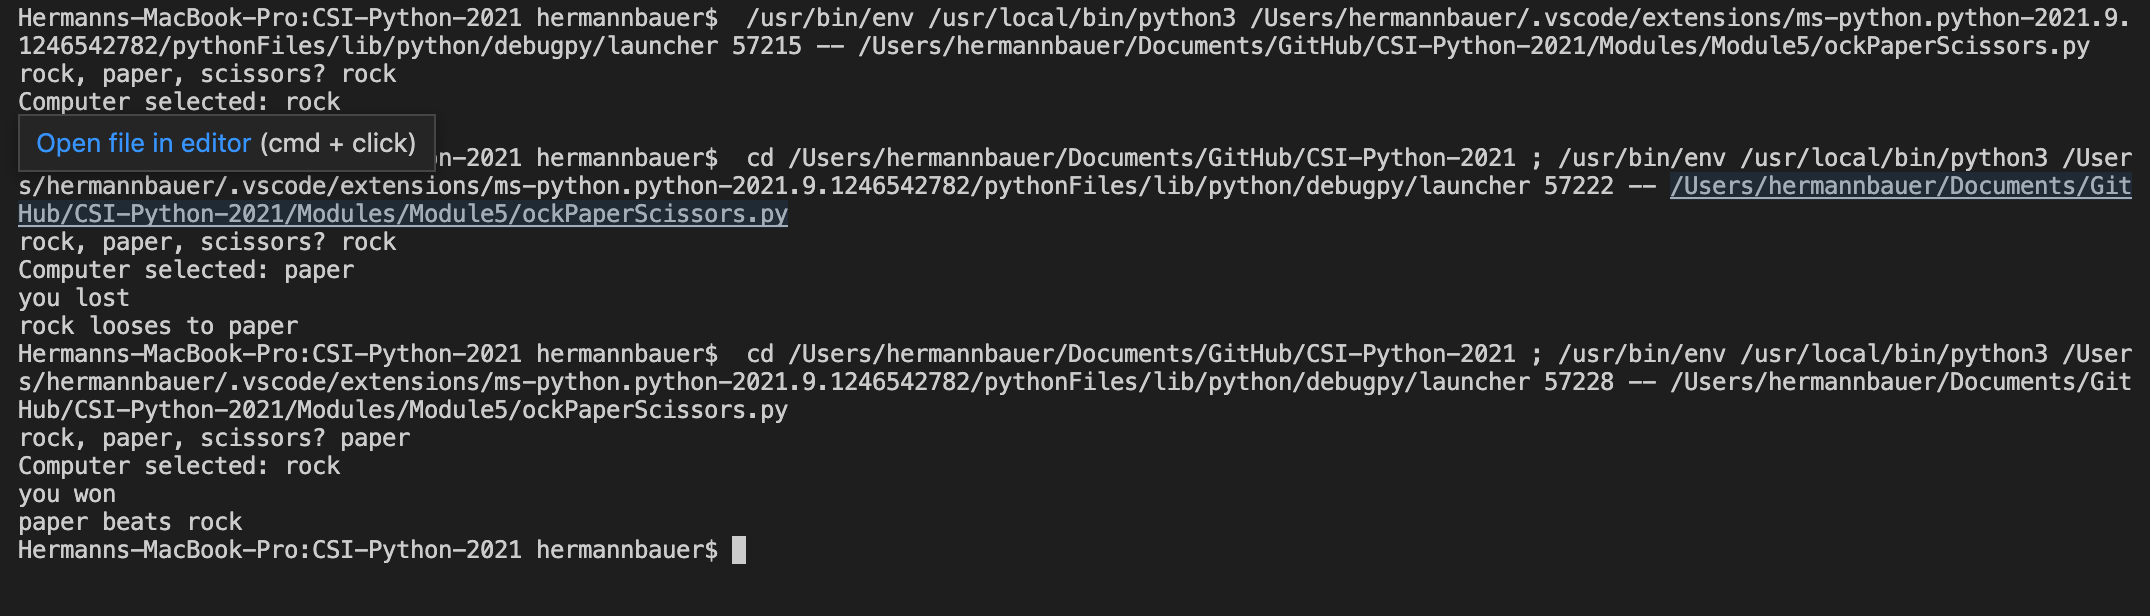 Hermanns-MacBook-Pro:CSI-Python-2021 hermannbauer$  /usr/bin/env /usr/local/bin/python3 /Users/hermannbauer/.vscode/extensions/ms-python.python-2021.9.
1246542782/pythonFiles/lib/python/debugpy/launcher 57215 -- /Users/hermannbauer/Documents/GitHub/CSI-Python-2021/Modules/Module5/ockPaperScissors.py
rock, paper, scissors? rock
Computer selected: rock
Open file in editor (cmd + click)
on-2021 hermannbauer$  cd /Users/hermannbauer/Documents/GitHub/CSI-Python-2021 ; /usr/bin/env /usr/local/bin/python3 /User
s/hermannbauer/.vscode/extensions/ms-python.python-2021.9.1246542782/pythonFiles/lib/python/debugpy/launcher 57222 -- /Users/hermannbauer/Documents/Git
Hub/CSI-Python-2021/Modules/Module5/ockPaperScissors.py
rock, paper, scissors? rock
Computer selected: paper
you lost
rock looses to paper
Hermanns-MacBook-Pro:CSI-Python-2021 hermannbauer$  cd /Users/hermannbauer/Documents/GitHub/CSI-Python-2021 ; /usr/bin/env /usr/local/bin/python3 /User
s/hermannbauer/.vscode/extensions/ms-python.python-2021.9.1246542782/pythonFiles/lib/python/debugpy/launcher 57228 -- /Users/hermannbauer/Documents/Git
Hub/CSI-Python-2021/Modules/Module5/ockPaperScissors.py
rock, paper, scissors? paper
Computer selected: rock
you won
paper beats rock
Hermanns-MacBook-Pro:CSI-Python-2021 hermannbauer$